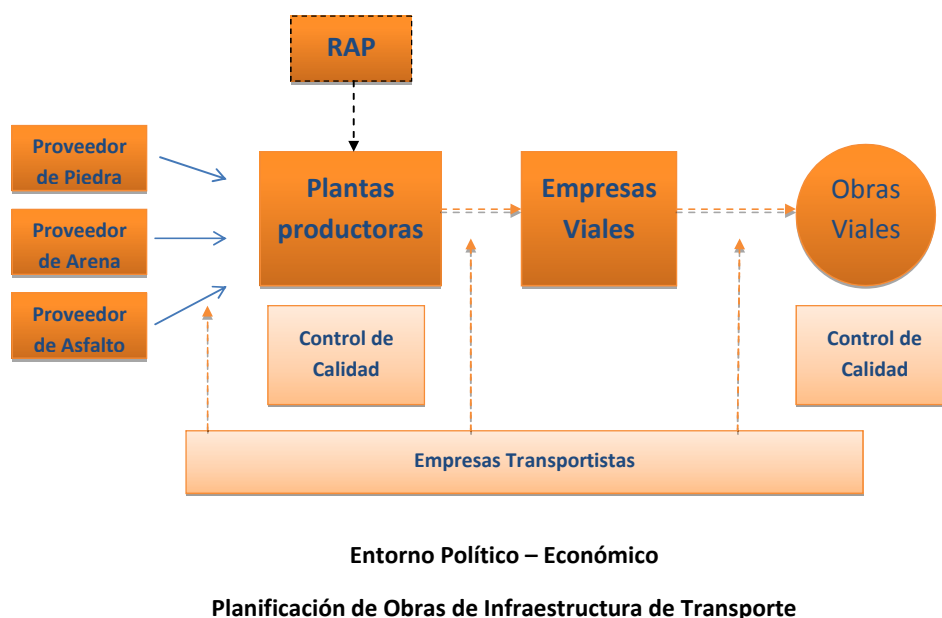 RAP
Proveedor
de Piedra
Proveedor
de Arena
Proveedor
de Asfalto
Plantas
productoras
Empresas
Viales
Obras
Viales
Control de
Calidad
Control de
Calidad
Empresas Transportistas
Entorno Político – Económico
Planificación de Obras de Infraestructura de Transporte